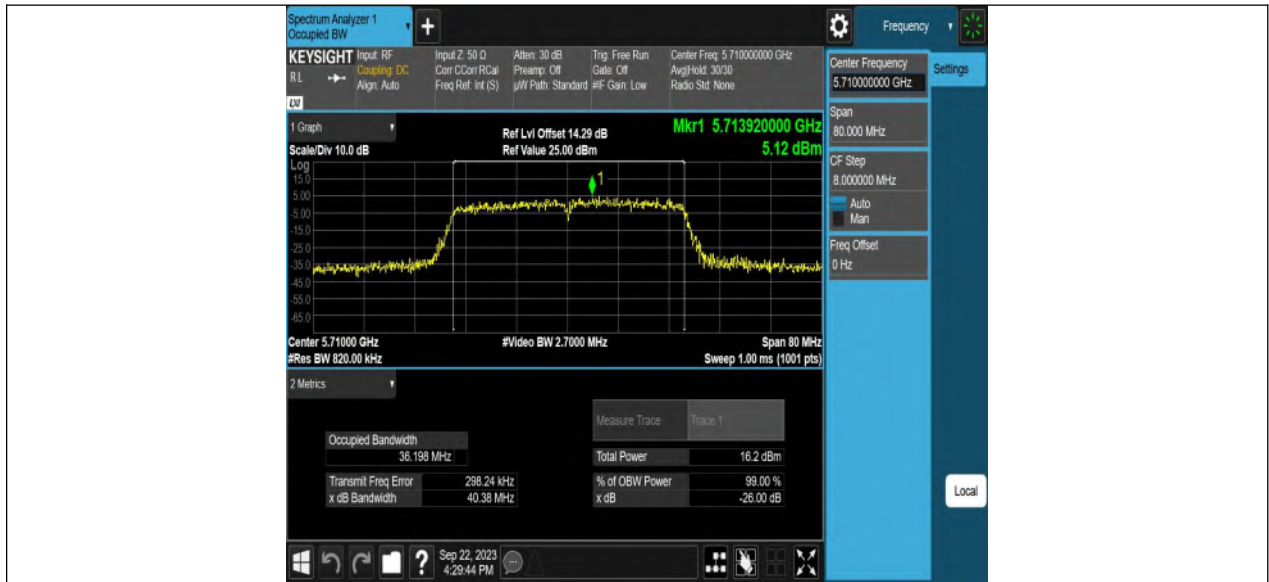 Spectrum Analyzer 1
Occupied BW
+
Frequency
KEYSIGHT
RL
LXI
Input: RF
Coupling: DC
Align: Auto
Input Z: 50 Ω
Corr CCorr RCal
Freq Ref: Int (S)
Atten: 30 dB
Preamp: Off
µW Path: Standard
Trig: Free Run
Gate: Off
#IF Gain: Low
Center Freq: 5.710000000 GHz
Avg|Hold: 30/30
Radio Std: None
Center Frequency
5.710000000 GHz
Settings
Span
80.000 MHz
CF Step
8.000000 MHz
Auto
Man
Freq Offset
0 Hz
1 Graph
Scale/Div 10.0 dB
Ref Lvl Offset 14.29 dB
Ref Value 25.00 dBm
Mkr1 5.713920000 GHz
5.12 dBm
Log
15.0
5.00
-5.00
-15.0
-25.0
-35.0
-45.0
-55.0
-65.0
1
Center 5.71000 GHz
#Res BW 820.00 kHz
#Video BW 2.7000 MHz
Span 80 MHz
Sweep 1.00 ms (1001 pts)
2 Metrics
Measure Trace Trace 1
Occupied Bandwidth
36.198 MHz
Total Power 16.2 dBm
Transmit Freq Error 298.24 kHz
% of OBW Power 99.00 %
x dB Bandwidth 40.38 MHz
x dB -26.00 dB
Local
?
Sep 22, 2023
4:29:44 PM